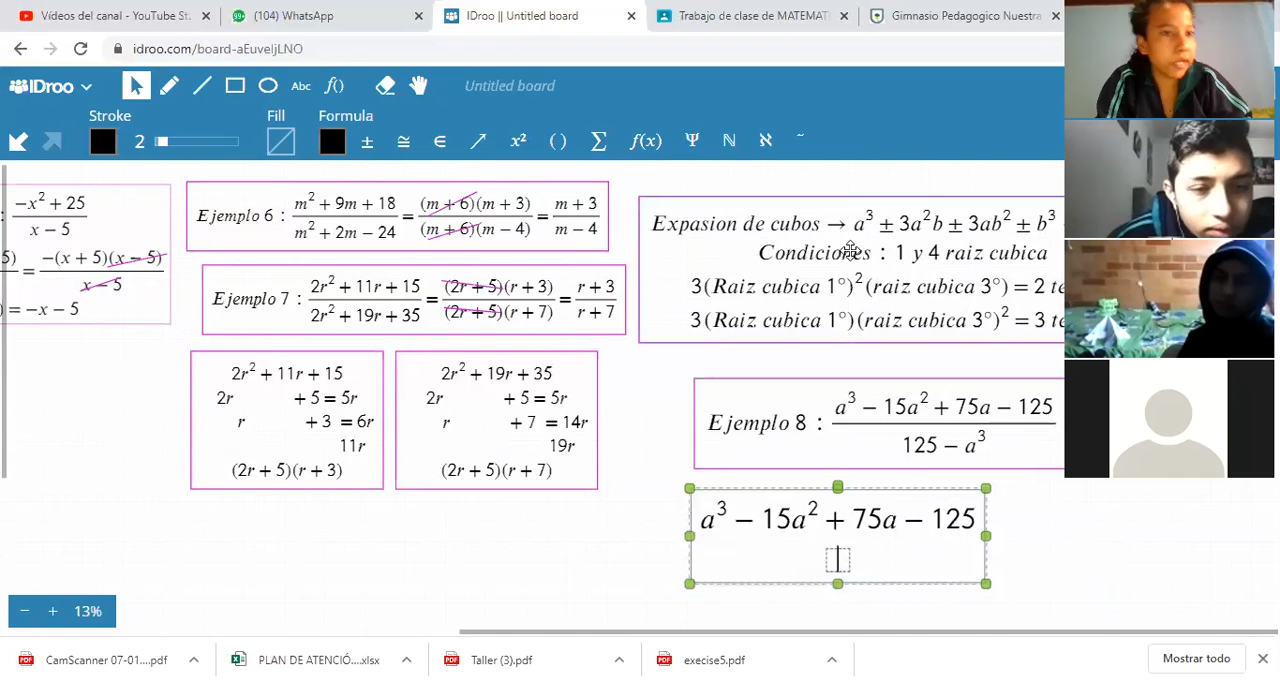 Vídeos del canal - YouTube St
(104) WhatsApp
IDroo || Untitled board
Trabajo de clase de MATEMAT
Gimnasio Pedagogico Nuestra
idroo.com/board-aEuveIjLNO
IDroo
Abc
f()
Untitled board
Stroke
Fill
Formula
2
± ≅ ∈ ↗ x² ( ) ∑ f(x) Ψ ℕ ℵ ~
: (-x² + 25)/(x - 5)
5) = (-(x + 5)(x - 5))/(x - 5)
) = -x - 5
Ejemplo 6 : (m² + 9m + 18)/(m² + 2m - 24) = ((m + 6)(m + 3))/((m + 6)(m - 4)) = (m + 3)/(m - 4)
Ejemplo 7 : (2r² + 11r + 15)/(2r² + 19r + 35) = ((2r + 5)(r + 3))/((2r + 5)(r + 7)) = (r + 3)/(r + 7)
2r² + 11r + 15
2r + 5 = 5r
r + 3 = 6r
11r
(2r + 5)(r + 3)
2r² + 19r + 35
2r + 5 = 5r
r + 7 = 14r
19r
(2r + 5)(r + 7)
Expasion de cubos → a³ ± 3a²b ± 3ab² ± b³
Condiciones : 1 y 4 raiz cubica
3(Raiz cubica 1°)²(raiz cubica 3°) = 2 te
3(Raiz cubica 1°)(raiz cubica 3°)² = 3 te
Ejemplo 8 : (a³ - 15a² + 75a - 125)/(125 - a³)
a³ - 15a² + 75a - 125
− + 13%
CamScanner 07-01....pdf
PLAN DE ATENCIÓ....xlsx
Taller (3).pdf
execise5.pdf
Mostrar todo